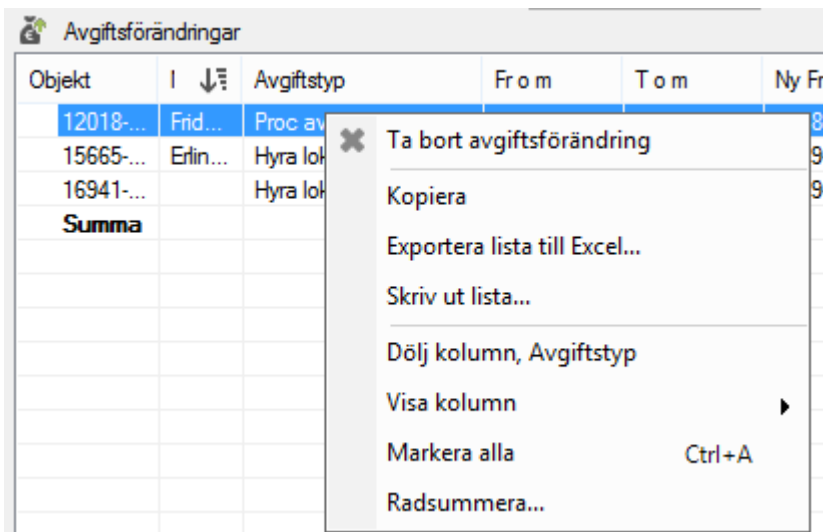 Avgiftsförändringar
Objekt Avgiftstyp Fr o m T o m Ny Fr
12018-... Frid... Proc av
15665-... Erlin... Hyra lok
16941-... Hyra lok
Summa
Ta bort avgiftsförändring
Kopiera
Exportera lista till Excel...
Skriv ut lista...
Dölj kolumn, Avgiftstyp
Visa kolumn
Markera alla Ctrl+A
Radsummera...